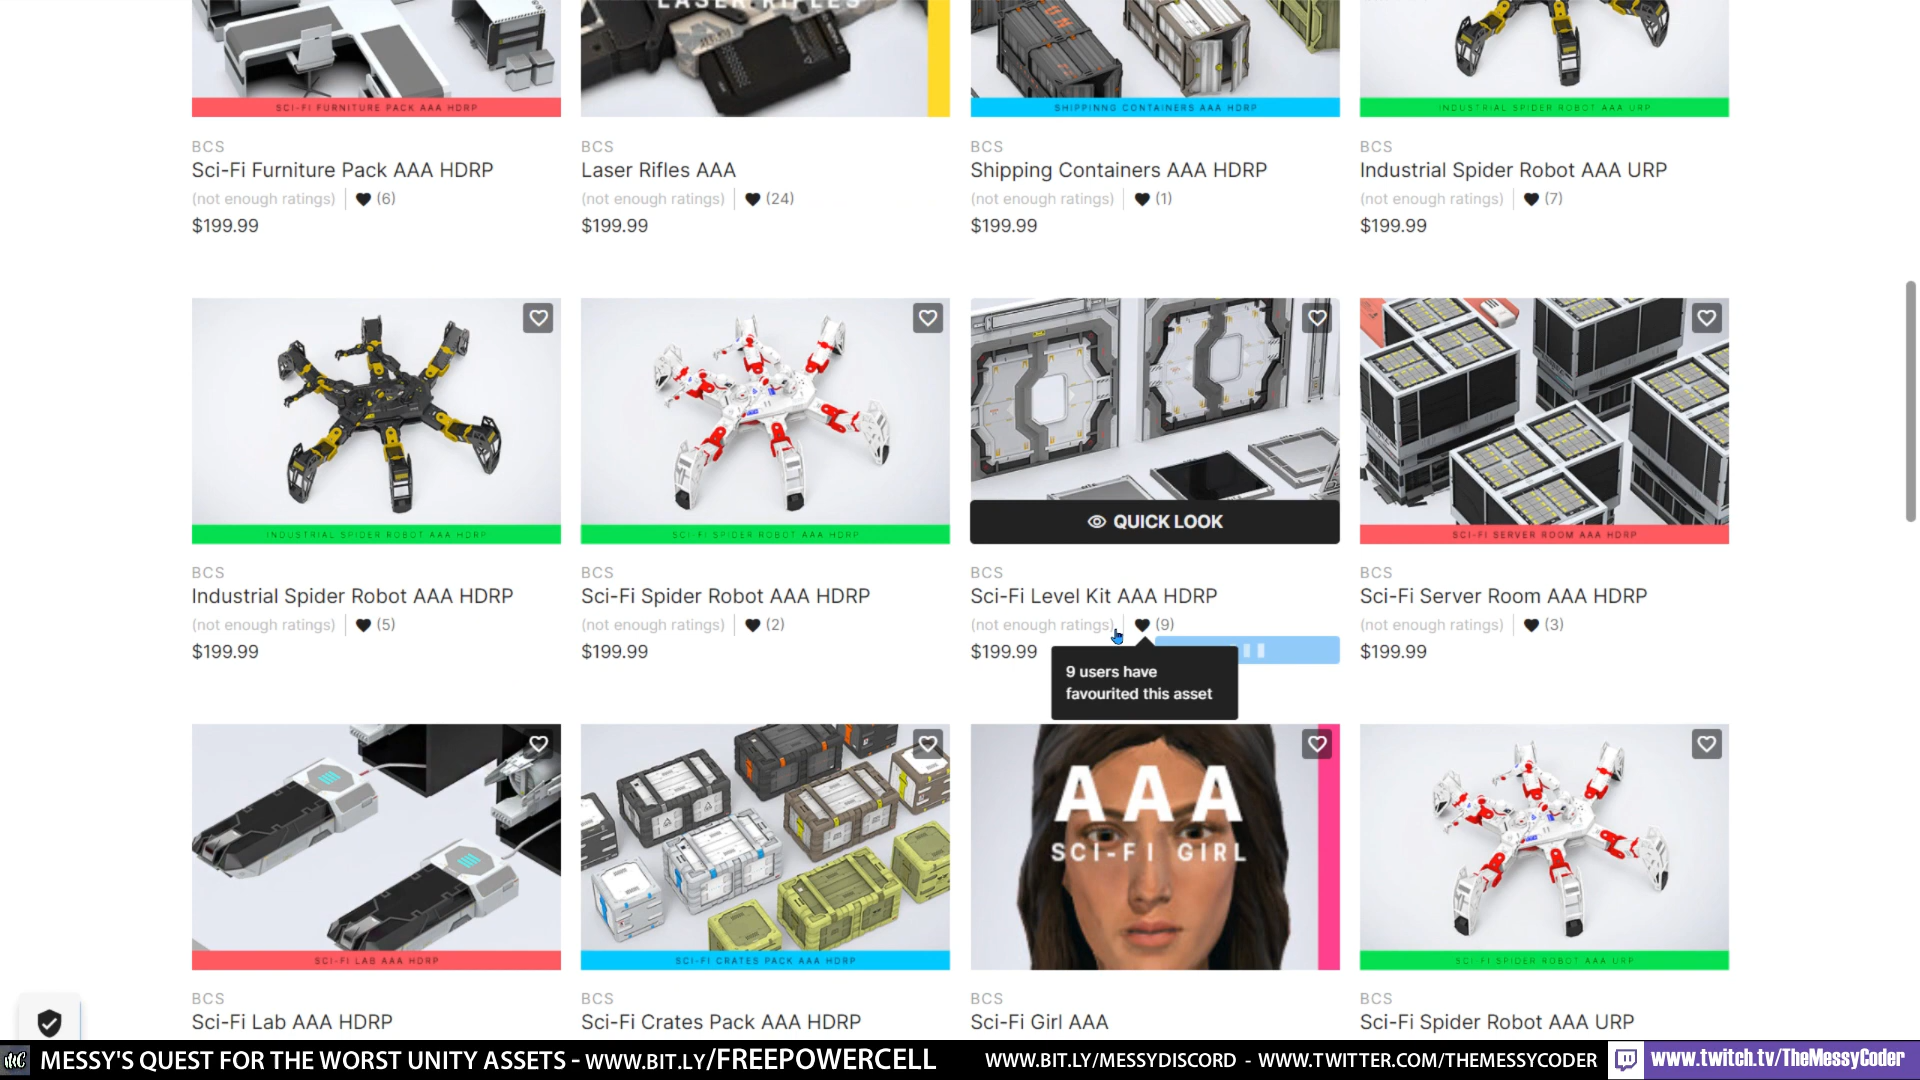 LASER RIFLES
SCI-FI FURNITURE PACK AAA HDRP
SHIPPINNG CONTAINERS AAA HDRP
INDUSTRIAL SPIDER ROBOT AAA URP
BCS
Sci-Fi Furniture Pack AAA HDRP
(not enough ratings) (6)
$199.99
BCS
Laser Rifles AAA
(not enough ratings) (24)
$199.99
BCS
Shipping Containers AAA HDRP
(not enough ratings) (1)
$199.99
BCS
Industrial Spider Robot AAA URP
(not enough ratings) (7)
$199.99
INDUSTRIAL SPIDER ROBOT AAA HDRP
BCS
Industrial Spider Robot AAA HDRP
(not enough ratings) (5)
$199.99
SCI-FI SPIDER ROBOT AAA HDRP
BCS
Sci-Fi Spider Robot AAA HDRP
(not enough ratings) (2)
$199.99
QUICK LOOK
BCS
Sci-Fi Level Kit AAA HDRP
(not enough ratings) (9)
$199.99
9 users have
favourited this asset
SCI-FI SERVER ROOM AAA HDRP
BCS
Sci-Fi Server Room AAA HDRP
(not enough ratings) (3)
$199.99
SCI-FI LAB AAA HDRP
BCS
Sci-Fi Lab AAA HDRP
SCI-FI CRATES PACK AAA HDRP
BCS
Sci-Fi Crates Pack AAA HDRP
AAA
SCI-FI GIRL
BCS
Sci-Fi Girl AAA
SCI-FI SPIDER ROBOT AAA URP
BCS
Sci-Fi Spider Robot AAA URP
MC MESSY'S QUEST FOR THE WORST UNITY ASSETS - WWW.BIT.LY/FREEPOWERCELL WWW.BIT.LY/MESSYDISCORD - WWW.TWITTER.COM/THEMESSYCODER www.twitch.tv/TheMessyCoder